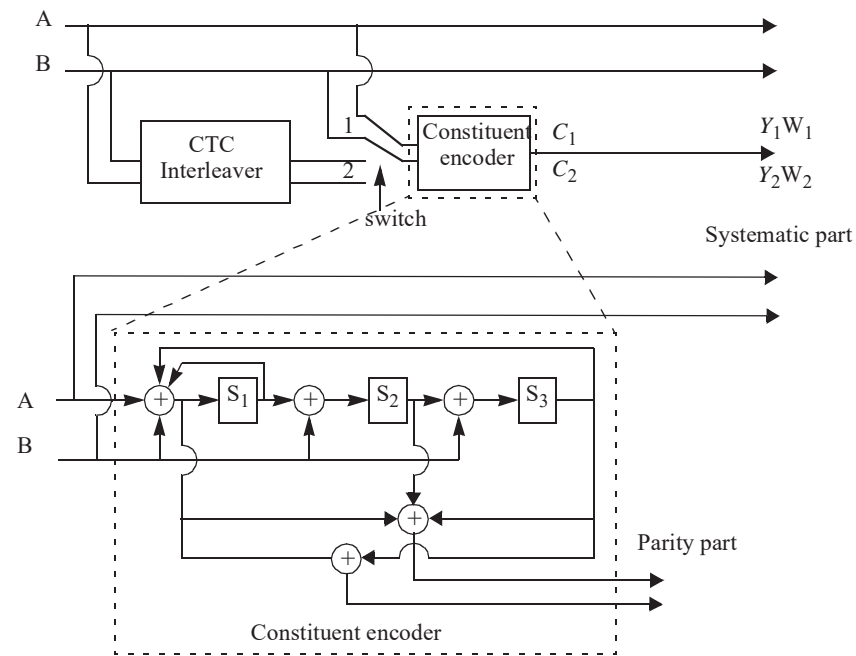 A
B
CTC
Interleaver
1
2
switch
Constituent
encoder
C₁
C₂
Y₁W₁
Y₂W₂
Systematic part
A
B
+
S₁
+
S₂
+
S₃
+
+
Parity part
Constituent encoder